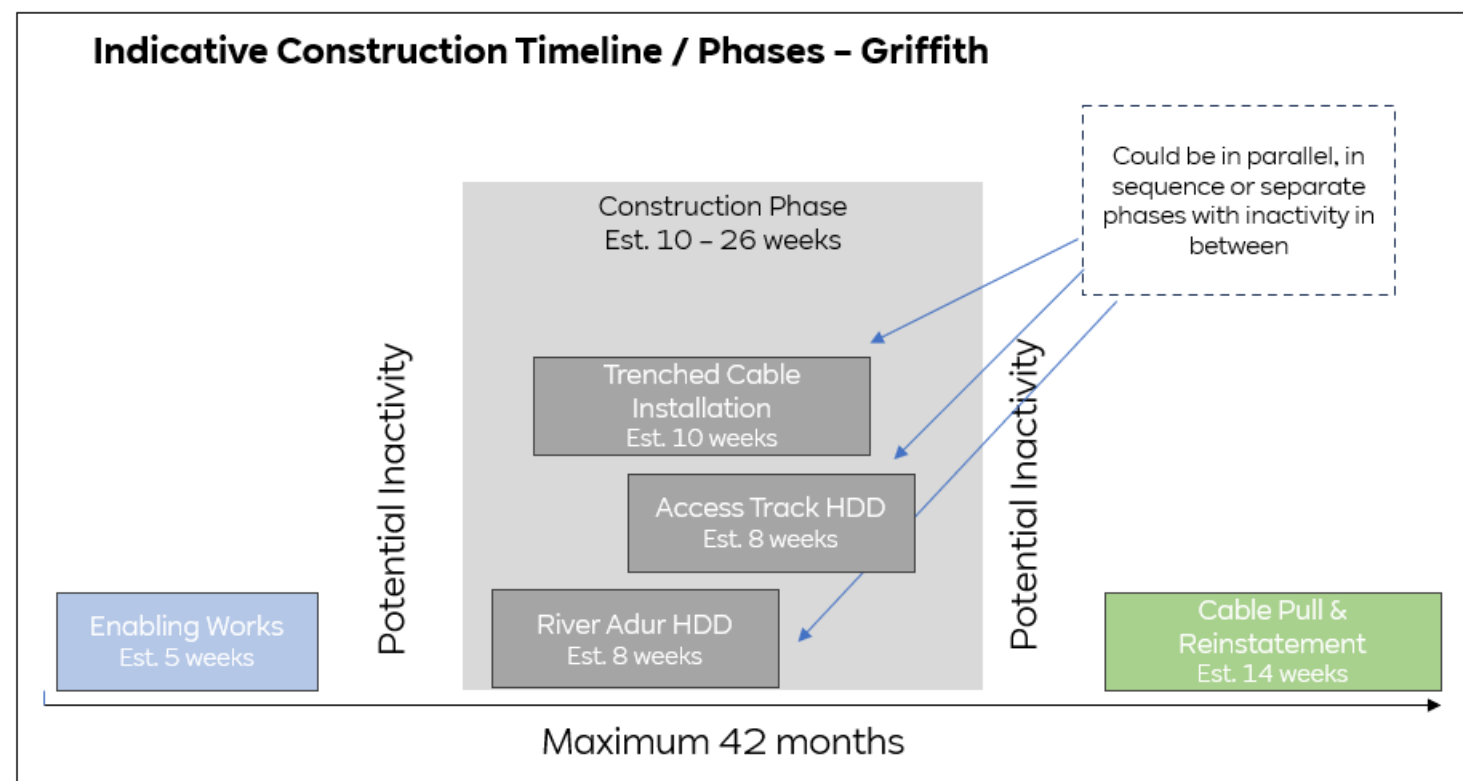 Indicative Construction Timeline / Phases – Griffith
Could be in parallel, in
sequence or separate
phases with inactivity in
between
Construction Phase
Est. 10 – 26 weeks
Potential Inactivity
Trenched Cable
Installation
Est. 10 weeks
Potential Inactivity
Access Track HDD
Est. 8 weeks
Enabling Works
Est. 5 weeks
River Adur HDD
Est. 8 weeks
Cable Pull &
Reinstatement
Est. 14 weeks
Maximum 42 months